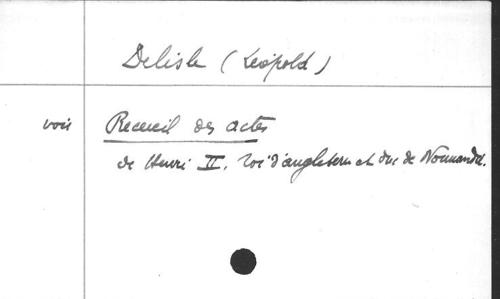 Delisle (Léopold)
voir Recueil des actes
de Henri II, roi d'angleterre et duc de Normandie.